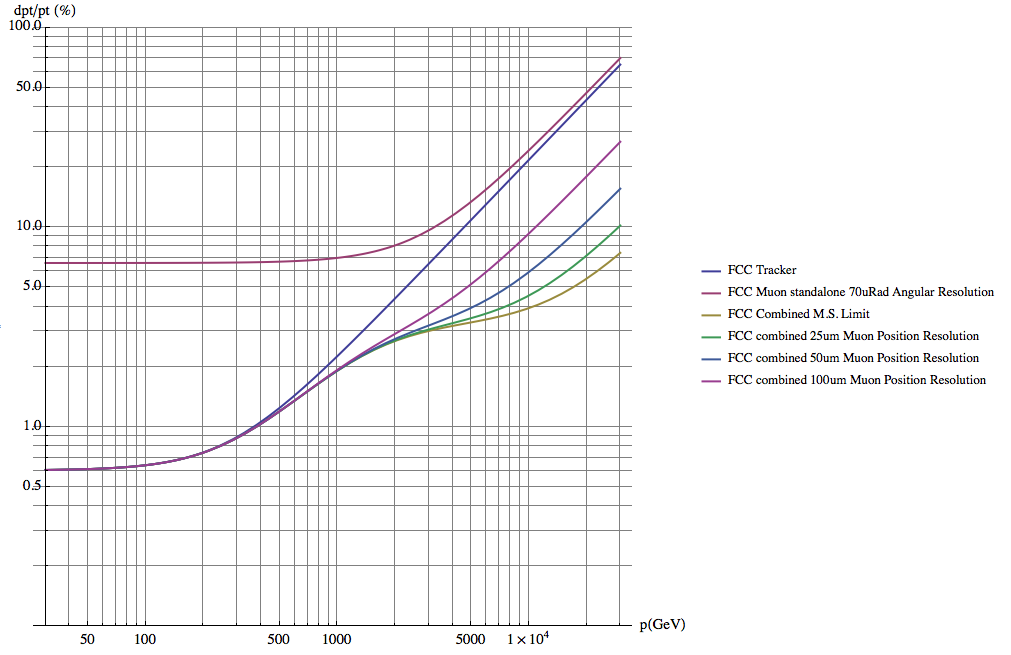 dpt/pt (%)
100.0
50.0
10.0
5.0
1.0
0.5
50
100
500
1000
5000
1×10⁴
p(GeV)
FCC Tracker
FCC Muon standalone 70uRad Angular Resolution
FCC Combined M.S. Limit
FCC combined 25um Muon Position Resolution
FCC combined 50um Muon Position Resolution
FCC combined 100um Muon Position Resolution